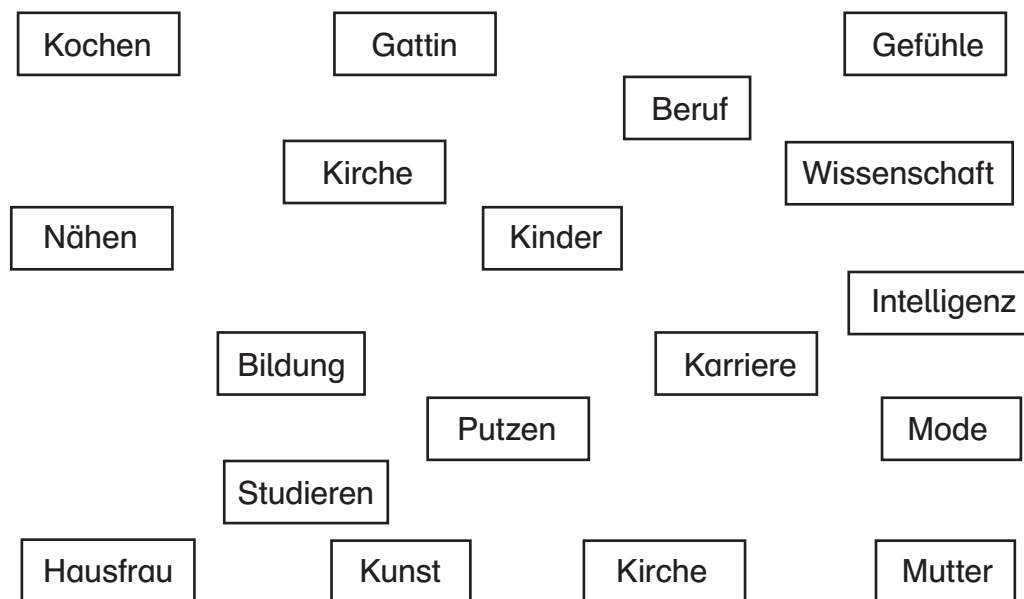 Kochen
Gattin
Gefühle
Beruf
Kirche
Wissenschaft
Nähen
Kinder
Intelligenz
Bildung
Karriere
Putzen
Mode
Studieren
Hausfrau
Kunst
Kirche
Mutter